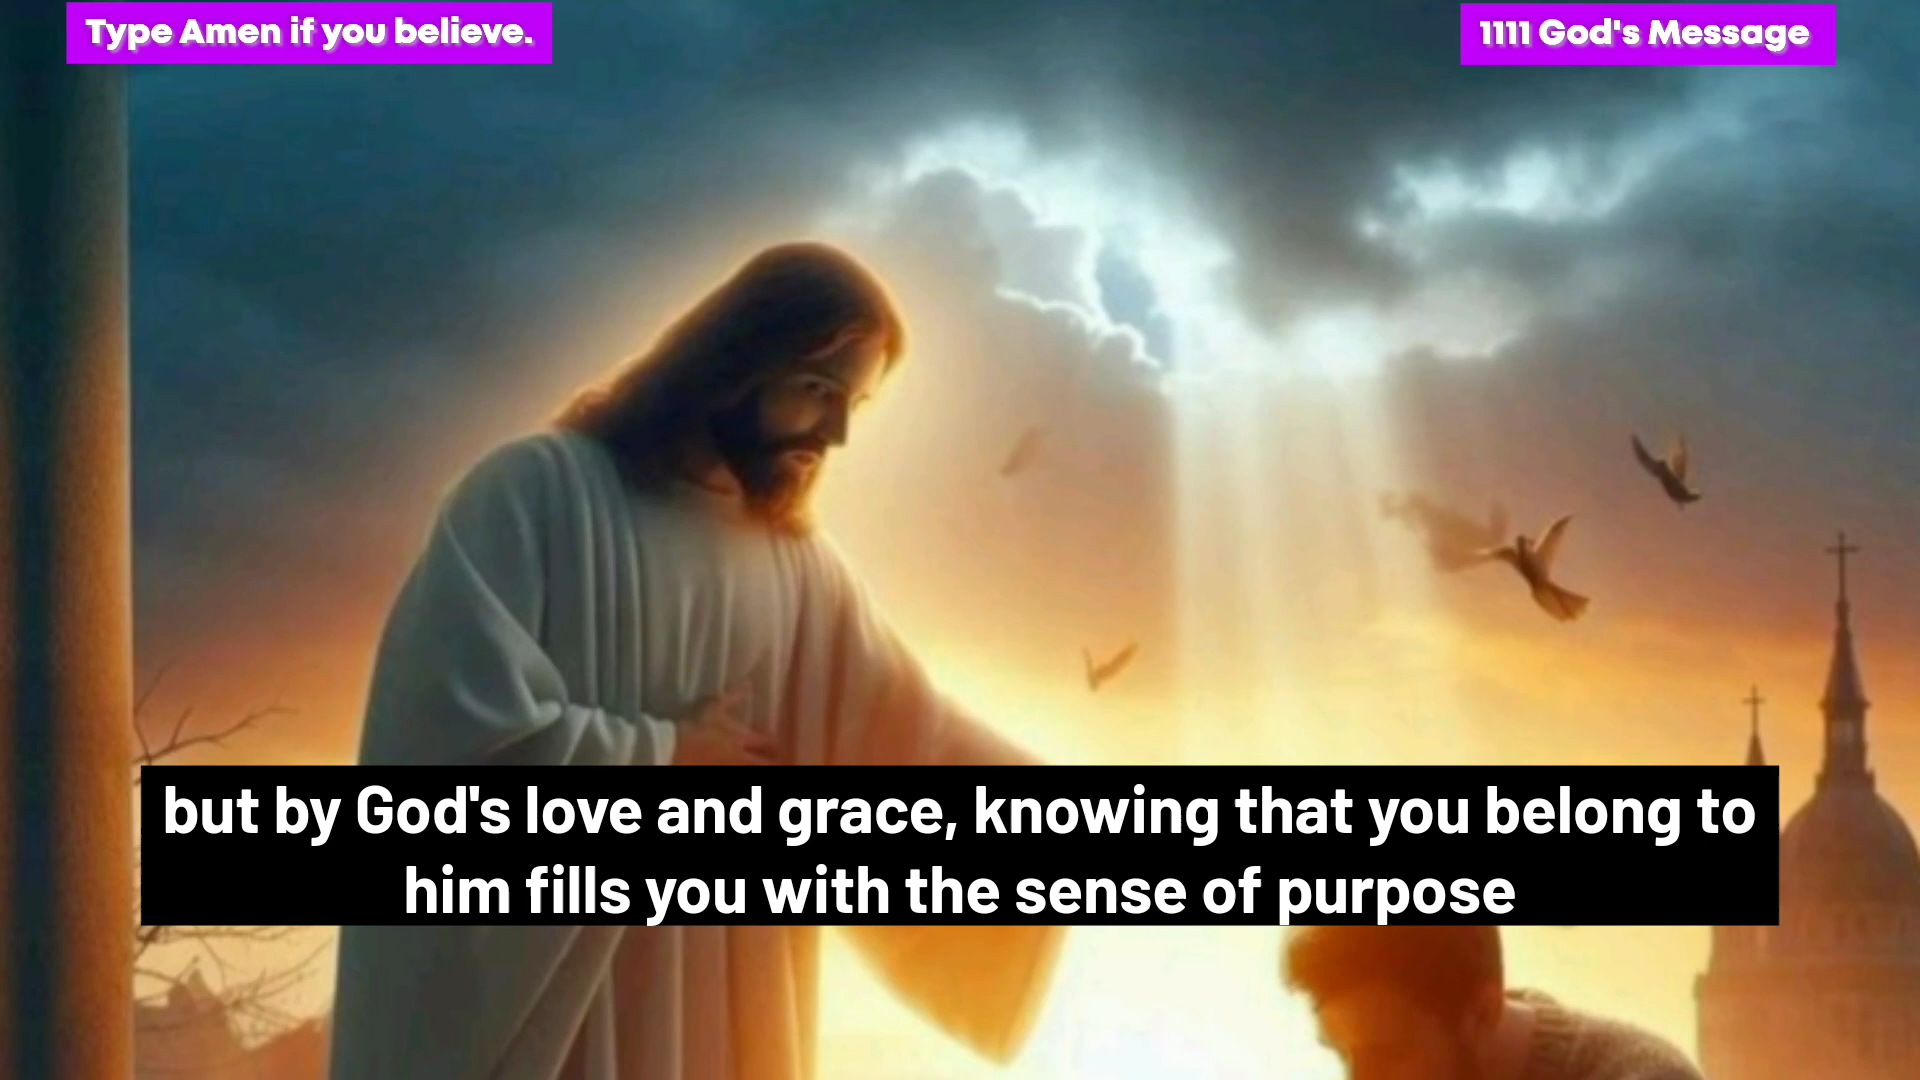 Type Amen if you believe.
1111 God's Message
but by God's love and grace, knowing that you belong to
him fills you with the sense of purpose